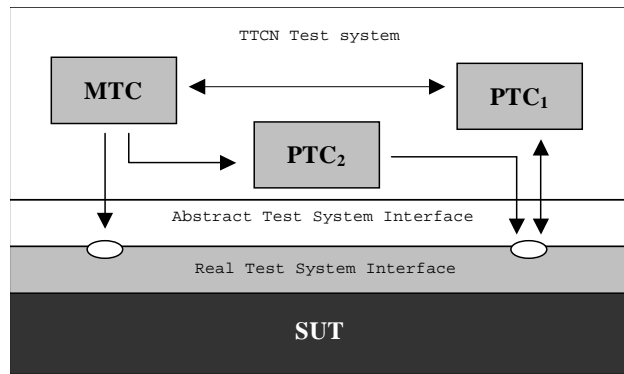 TTCN Test system
MTC
PTC₁
PTC₂
Abstract Test System Interface
Real Test System Interface
SUT